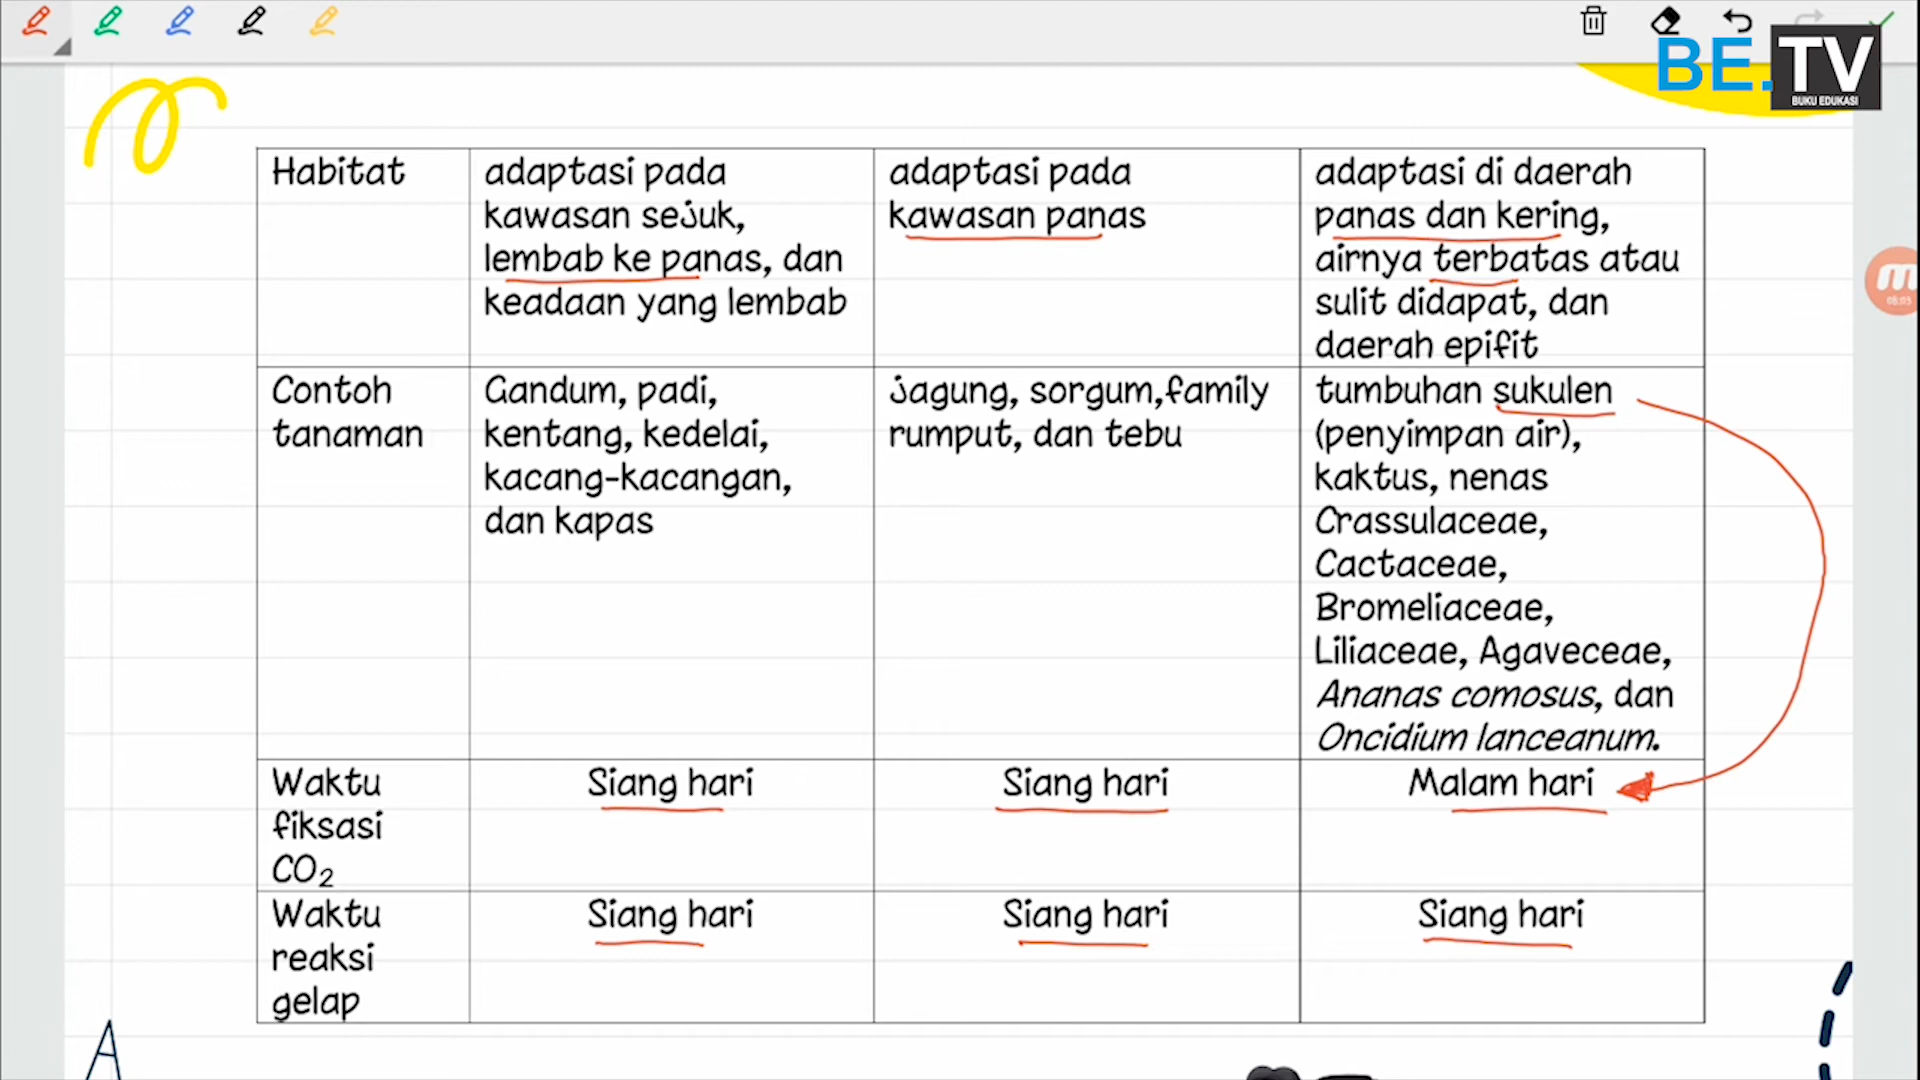 BE.TV
BUKU EDUKASI
Habitat
adaptasi pada
kawasan sejuk,
lembab ke panas, dan
keadaan yang lembab
adaptasi pada
kawasan panas
adaptasi di daerah
panas dan kering,
airnya terbatas atau
sulit didapat, dan
daerah epifit
Contoh
tanaman
Gandum, padi,
kentang, kedelai,
kacang-kacangan,
dan kapas
jagung, sorgum,family
rumput, dan tebu
tumbuhan sukulen
(penyimpan air),
kaktus, nenas
Crassulaceae,
Cactaceae,
Bromeliaceae,
Liliaceae, Agaveceae,
Ananas comosus, dan
Oncidium lanceanum.
Waktu
fiksasi
CO₂
Siang hari
Siang hari
Malam hari
Waktu
reaksi
gelap
Siang hari
Siang hari
Siang hari
A